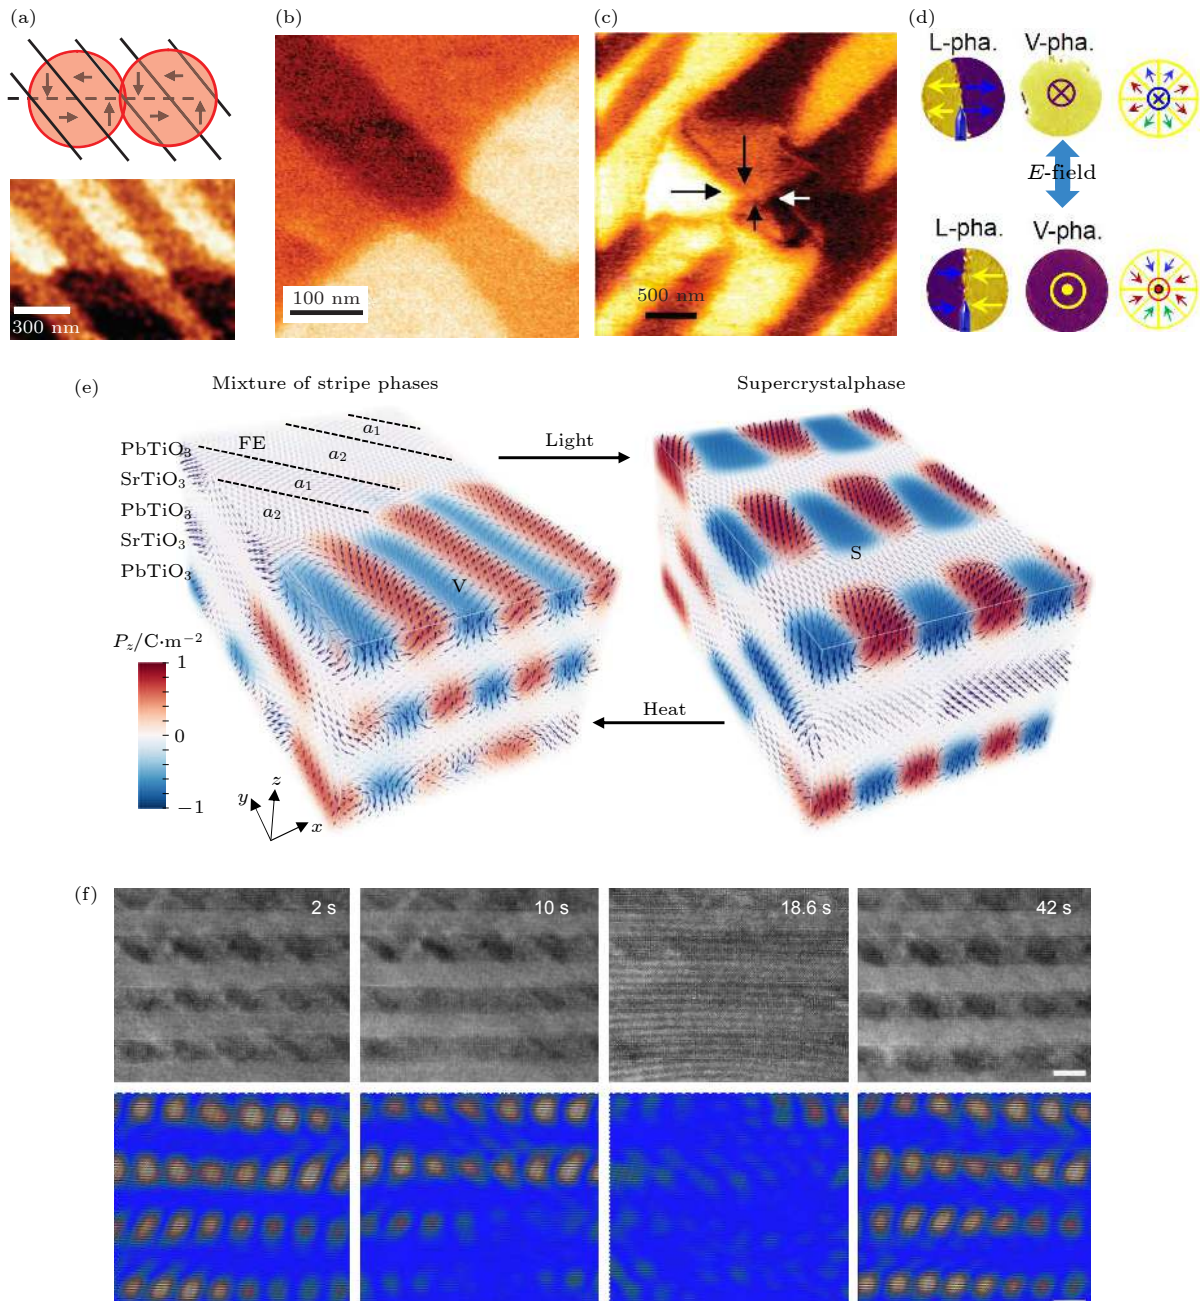 (a)
300 nm
(b)
100 nm
(c)
500 nm
(d)
L-pha. V-pha.
E-field
L-pha. V-pha.
(e)
Mixture of stripe phases
Supercrystalphase
PbTiO₃
SrTiO₃
PbTiO₃
SrTiO₃
PbTiO₃
FE
a₁
a₂
a₁
a₂
V
Light
S
Heat
P_z/C·m⁻²
1
0
−1
z
y
x
(f)
2 s
10 s
18.6 s
42 s